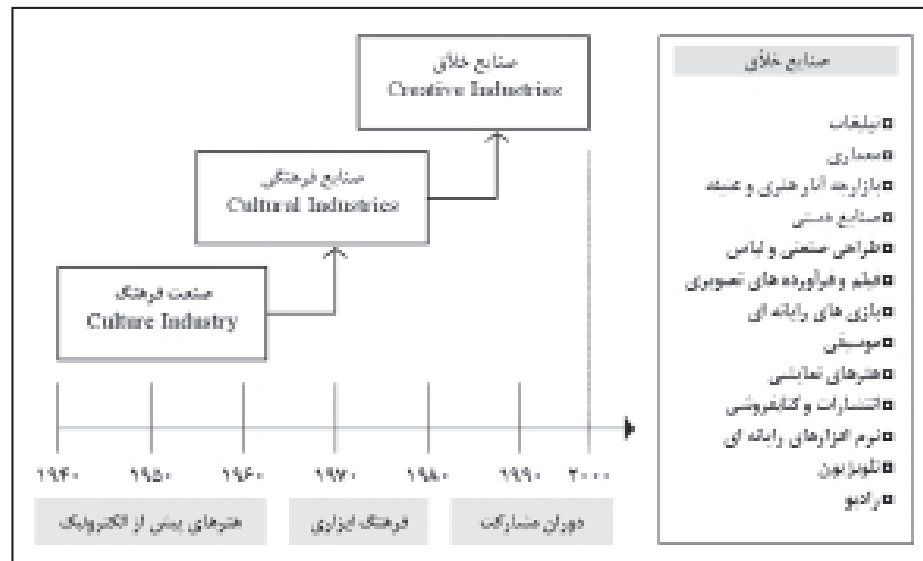 صنایع خلاق
Creative Industries
صنایع فرهنگی
Cultural Industries
صنعت فرهنگ
Culture Industry
۱۹۴۰ ۱۹۵۰ ۱۹۶۰ ۱۹۷۰ ۱۹۸۰ ۱۹۹۰ ۲۰۰۰
هنرهای پیش از الکترونیک
فرهنگ ابزاری
دوران مشارکت
صنایع خلاق
تبلیغات
معماری
بازارچه آثار هنری و عتیقه
صنایع دستی
طراحی صنعتی و لباس
فیلم و فرآورده های تصویری
بازی های رایانه ای
موسیقی
هنرهای نمایشی
انتشارات و کتابفروشی
نرم افزارهای رایانه ای
تلویزیون
رادیو